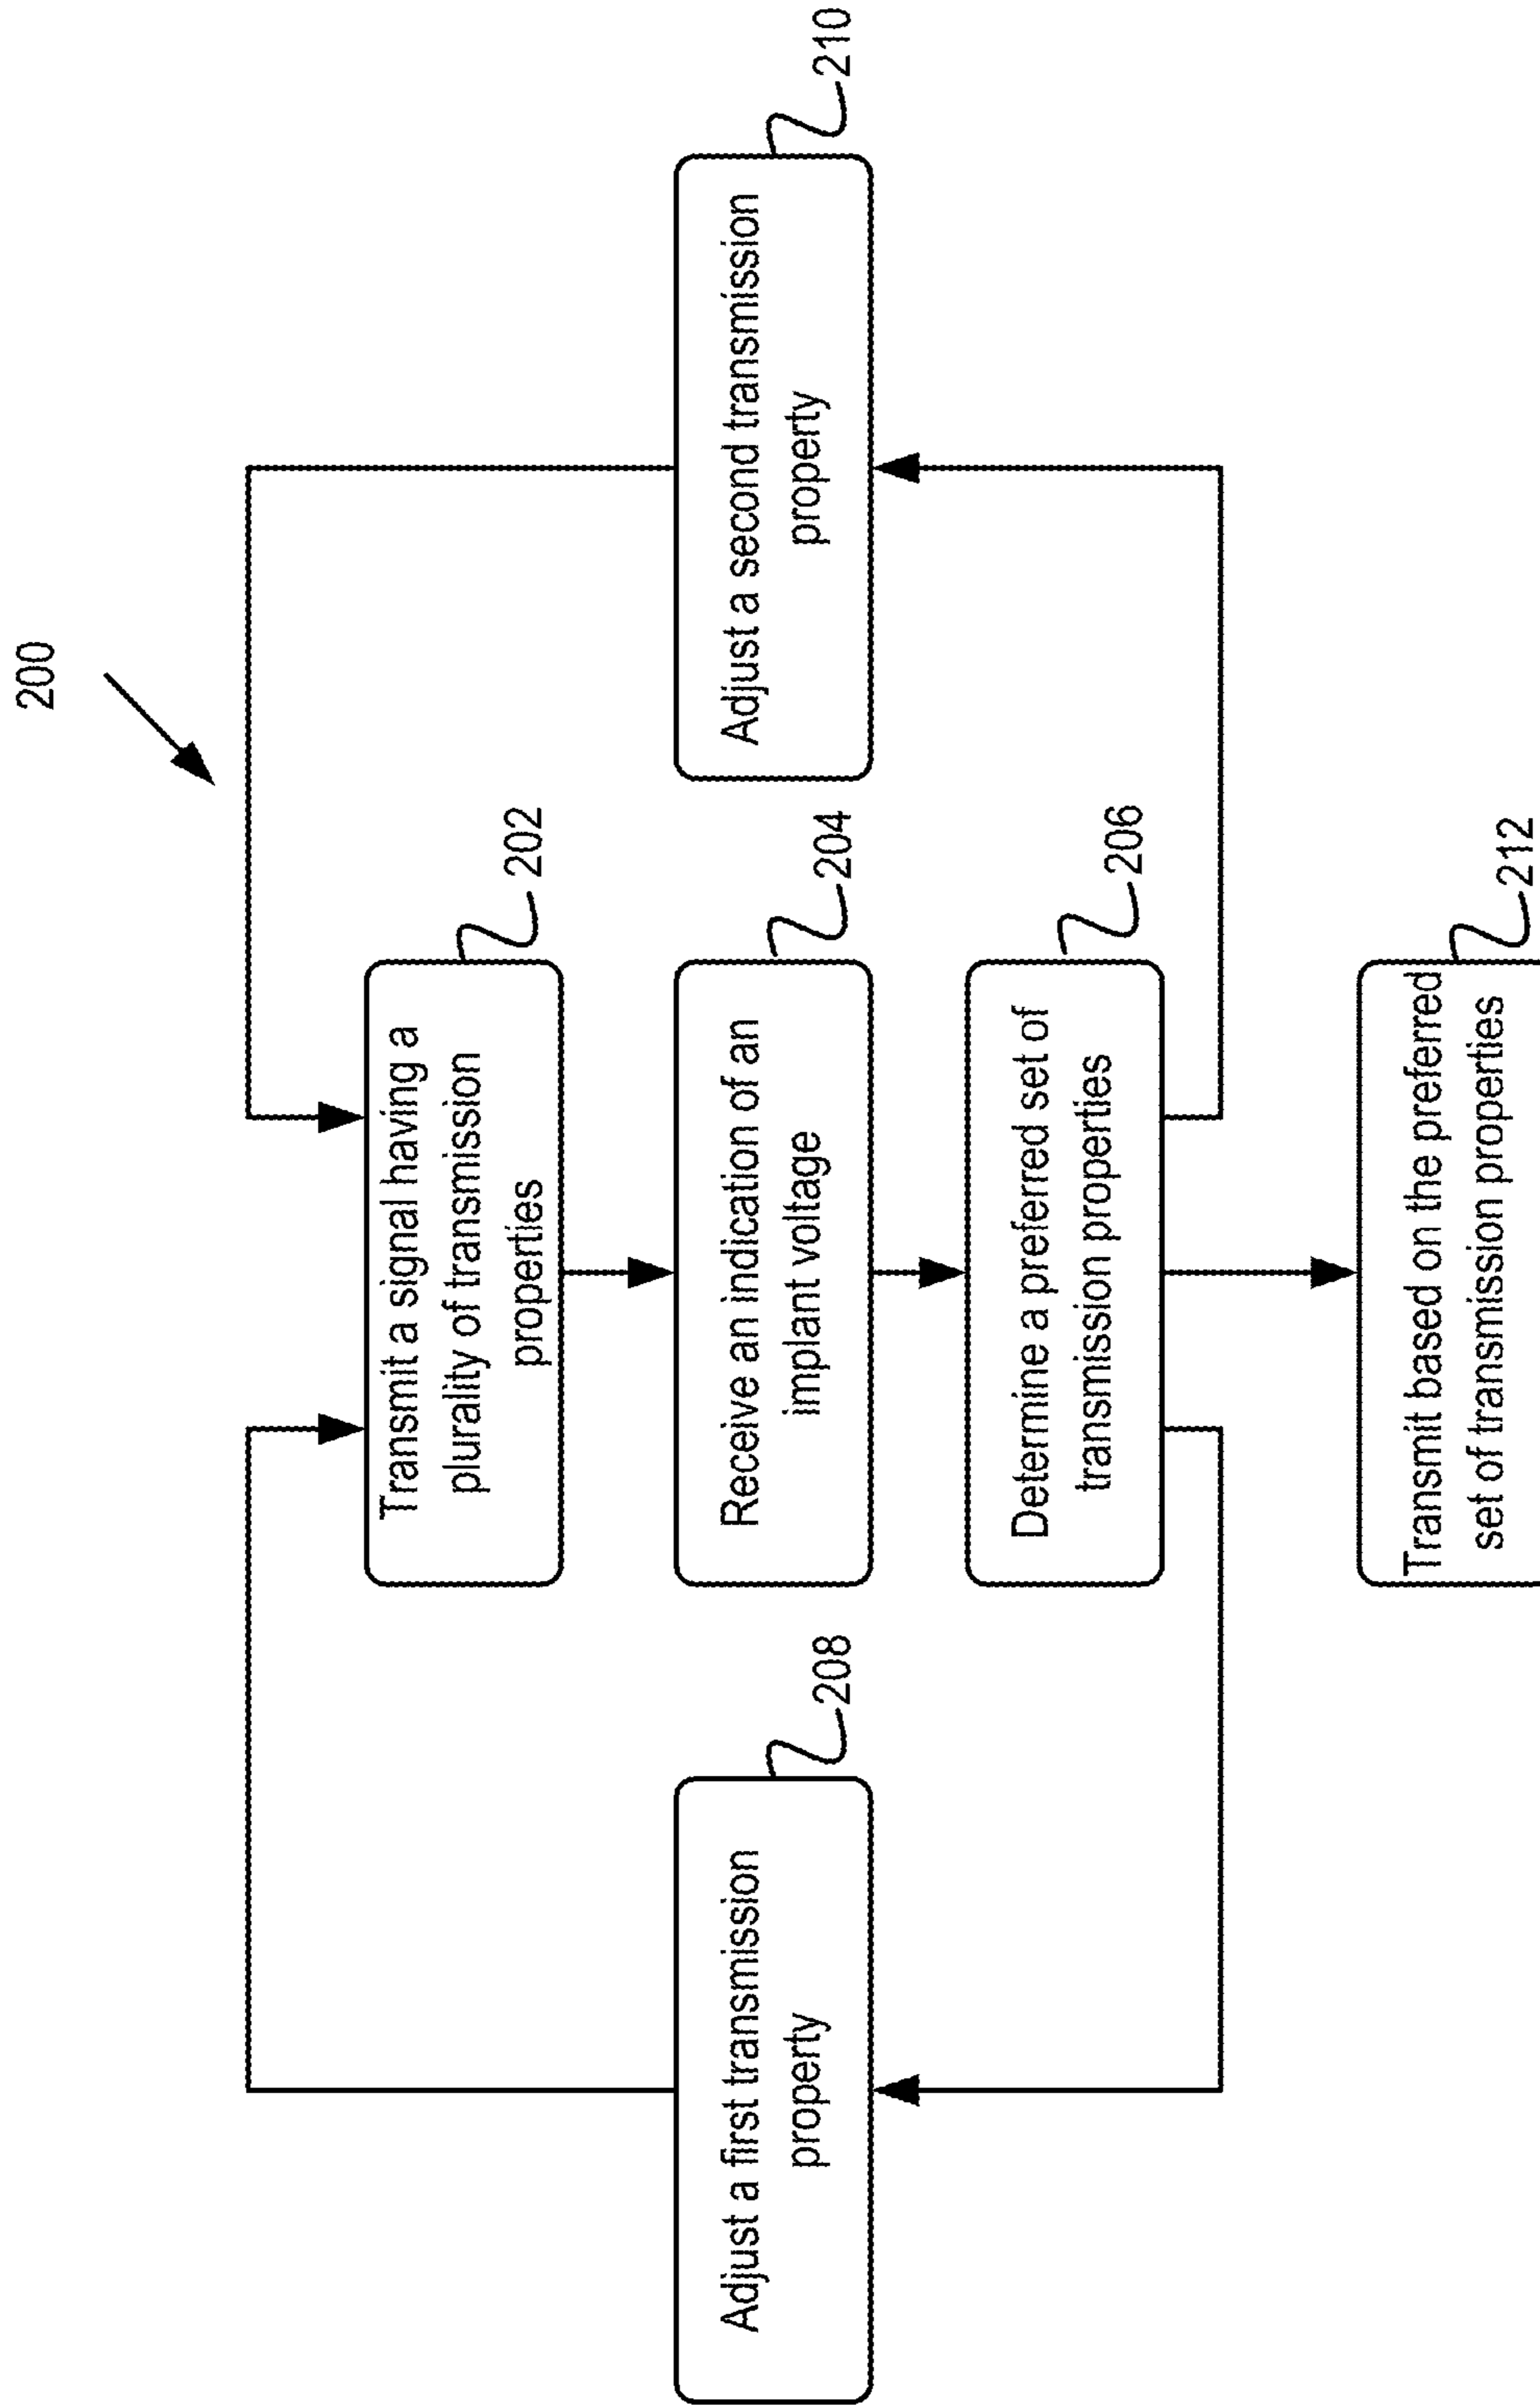 200
Transmit a signal having a
plurality of transmission
properties
202
Adjust a first transmission
property
208
Receive an indication of an
implant voltage
204
Adjust a second transmission
property
210
Determine a preferred set of
transmission properties
206
Transmit based on the preferred
set of transmission properties
212